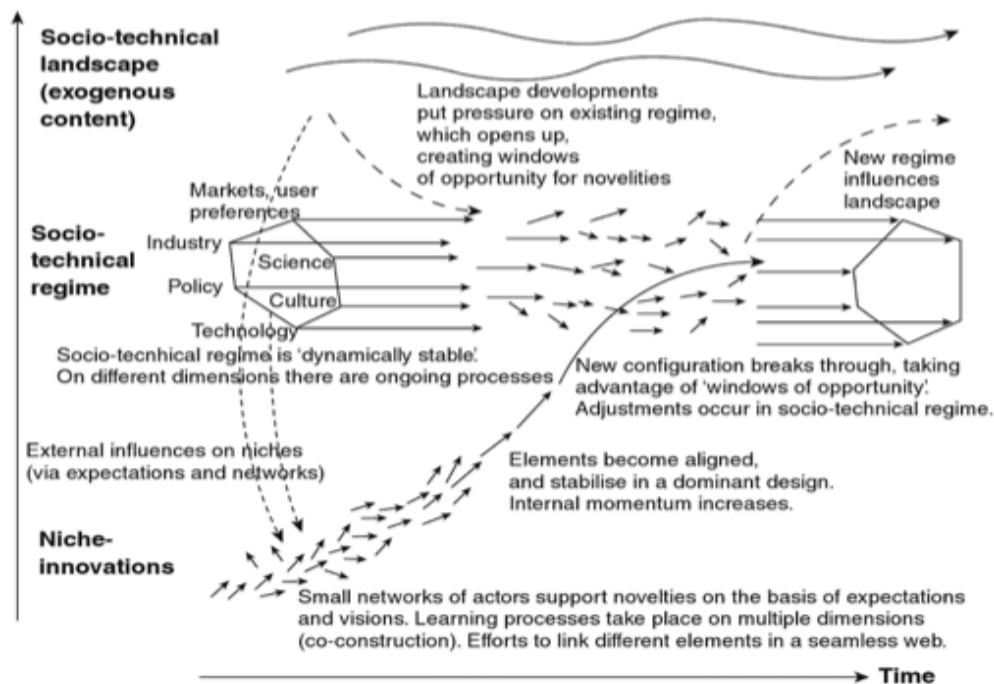 Socio-technical
landscape
(exogenous
content)
Landscape developments
put pressure on existing regime,
which opens up,
creating windows
of opportunity for novelities
New regime
influences
landscape
Markets, user
preferences
Socio-
technical
regime
Industry
Science
Policy
Culture
Technology
Socio-tecnhical regime is ‘dynamically stable’.
On different dimensions there are ongoing processes
New configuration breaks through, taking
advantage of ‘windows of opportunity’.
Adjustments occur in socio-technical regime.
External influences on niches
(via expectations and networks)
Elements become aligned,
and stabilise in a dominant design.
Internal momentum increases.
Niche-
innovations
Small networks of actors support novelties on the basis of expectations
and visions. Learning processes take place on multiple dimensions
(co-construction). Efforts to link different elements in a seamless web.
Time